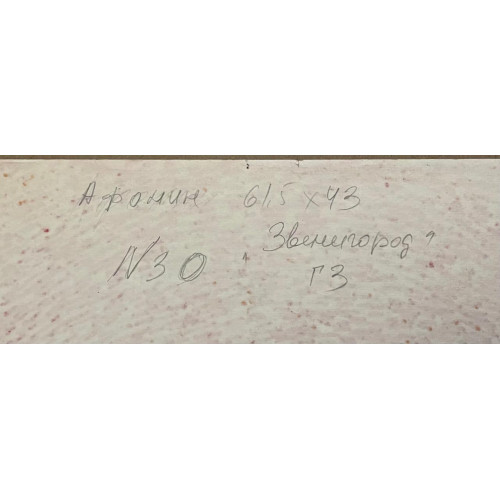 Афонин 61,5 х 43
N30 "Звенигород"
г3